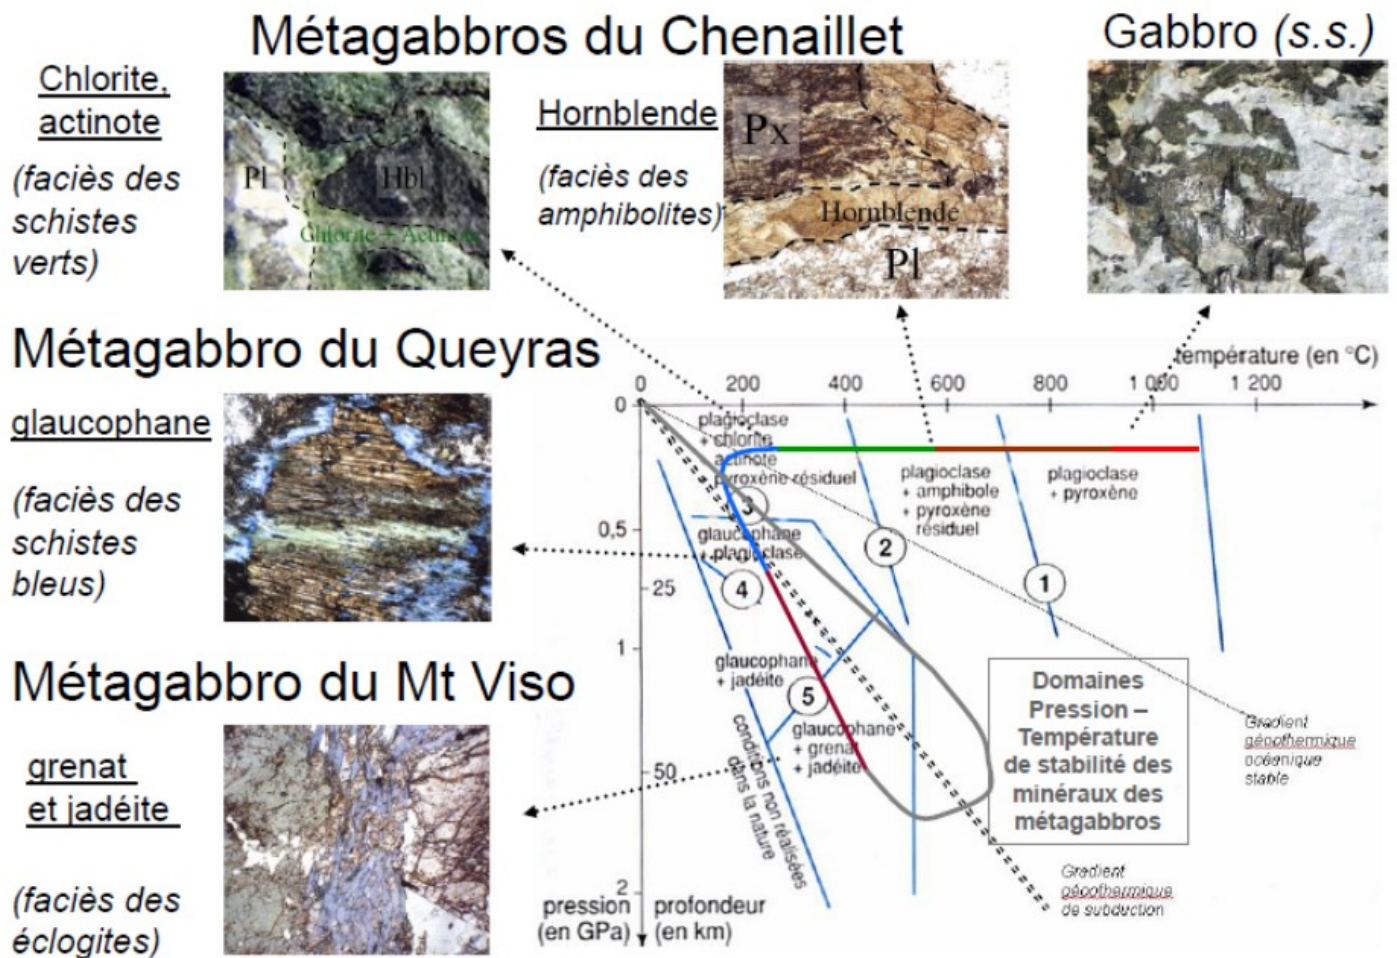 Métagabbros du Chenaillet
Gabbro (s.s.)
Chlorite,
actinote
(faciès des
schistes
verts)
Pl
Hbl
Chlorite + Actinote
Hornblende
(faciès des
amphibolites)
Px
Hornblende
Pl
Métagabbro du Queyras
glaucophane
(faciès des
schistes
bleus)
Métagabbro du Mt Viso
grenat
et jadéite
(faciès des
éclogites)
température (en °C)
0 200 400 600 800 1 000 1 200
0
0,5
25
1
50
2
pression
(en GPa)
profondeur
(en km)
plagioclase
+ chlorite
actinote
pyroxène résiduel
plagioclase
+ amphibole
+ pyroxène
résiduel
plagioclase
+ pyroxène
3
glaucophane
+ plagioclase
2
1
4
glaucophane
+ jadéite
5
glaucophane
+ grenat
+ jadéite
conditions non réalisées
dans la nature
Domaines
Pression –
Température
de stabilité des
minéraux des
métagabbros
Gradient
géothermique
océanique
stable
Gradient
géothermique
de subduction